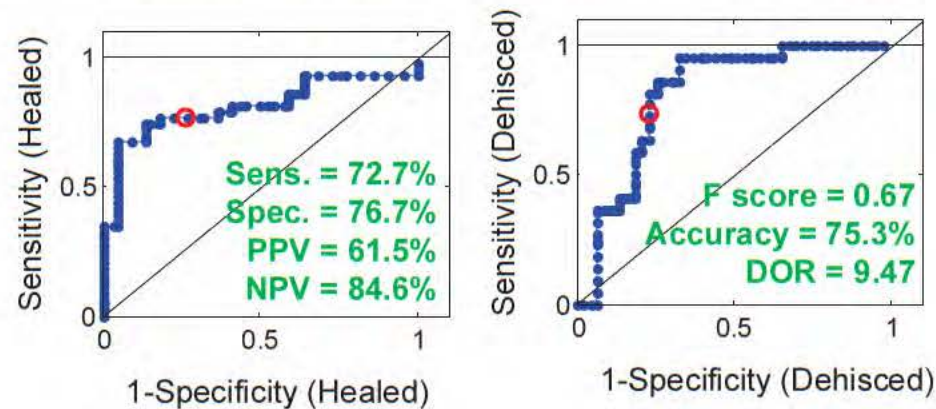 Sensitivity (Healed)
1
0.5
0
Sens. = 72.7%
Spec. = 76.7%
PPV = 61.5%
NPV = 84.6%
0
0.5
1
1-Specificity (Healed)
Sensitivity (Dehisced)
1
0.5
0
F score = 0.67
Accuracy = 75.3%
DOR = 9.47
0
0.5
1
1-Specificity (Dehisced)